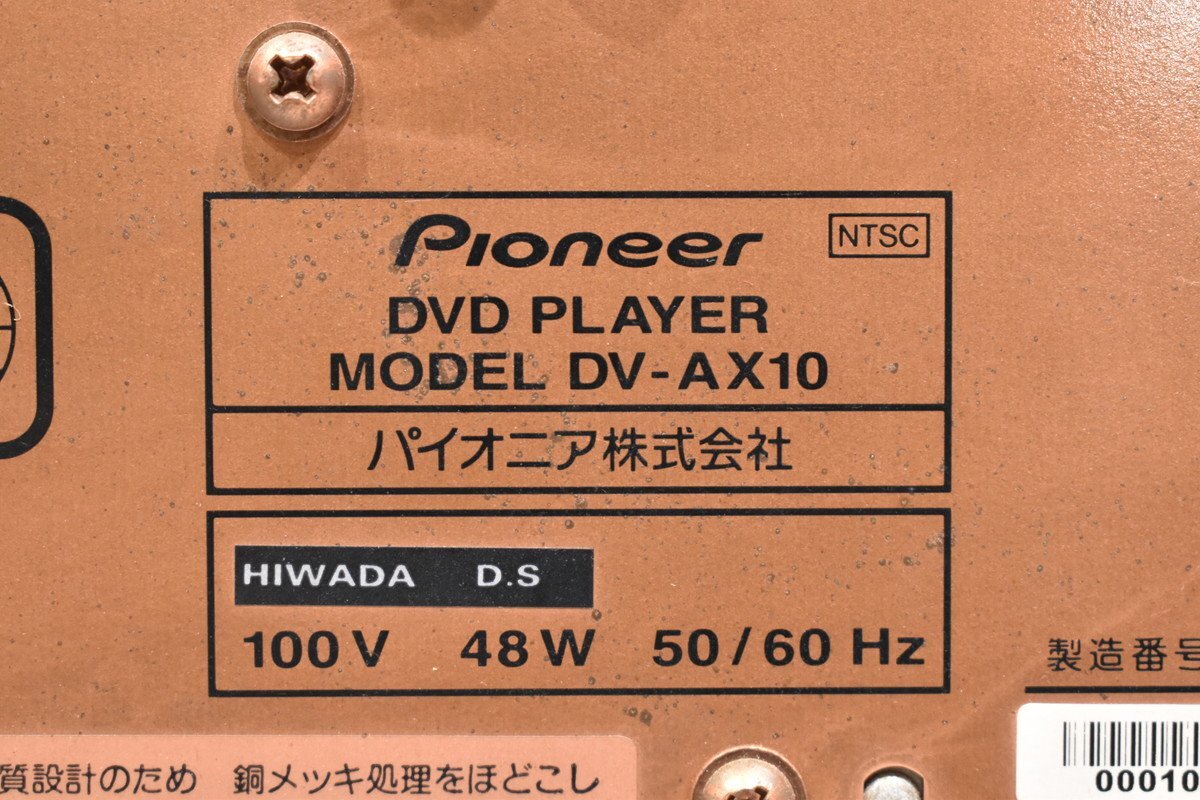 Pioneer
NTSC
DVD PLAYER
MODEL DV-AX10
パイオニア株式会社
HIWADA D.S
100V 48W 50/60 Hz
製造番号
00010
質設計のため 銅メッキ処理をほどこし